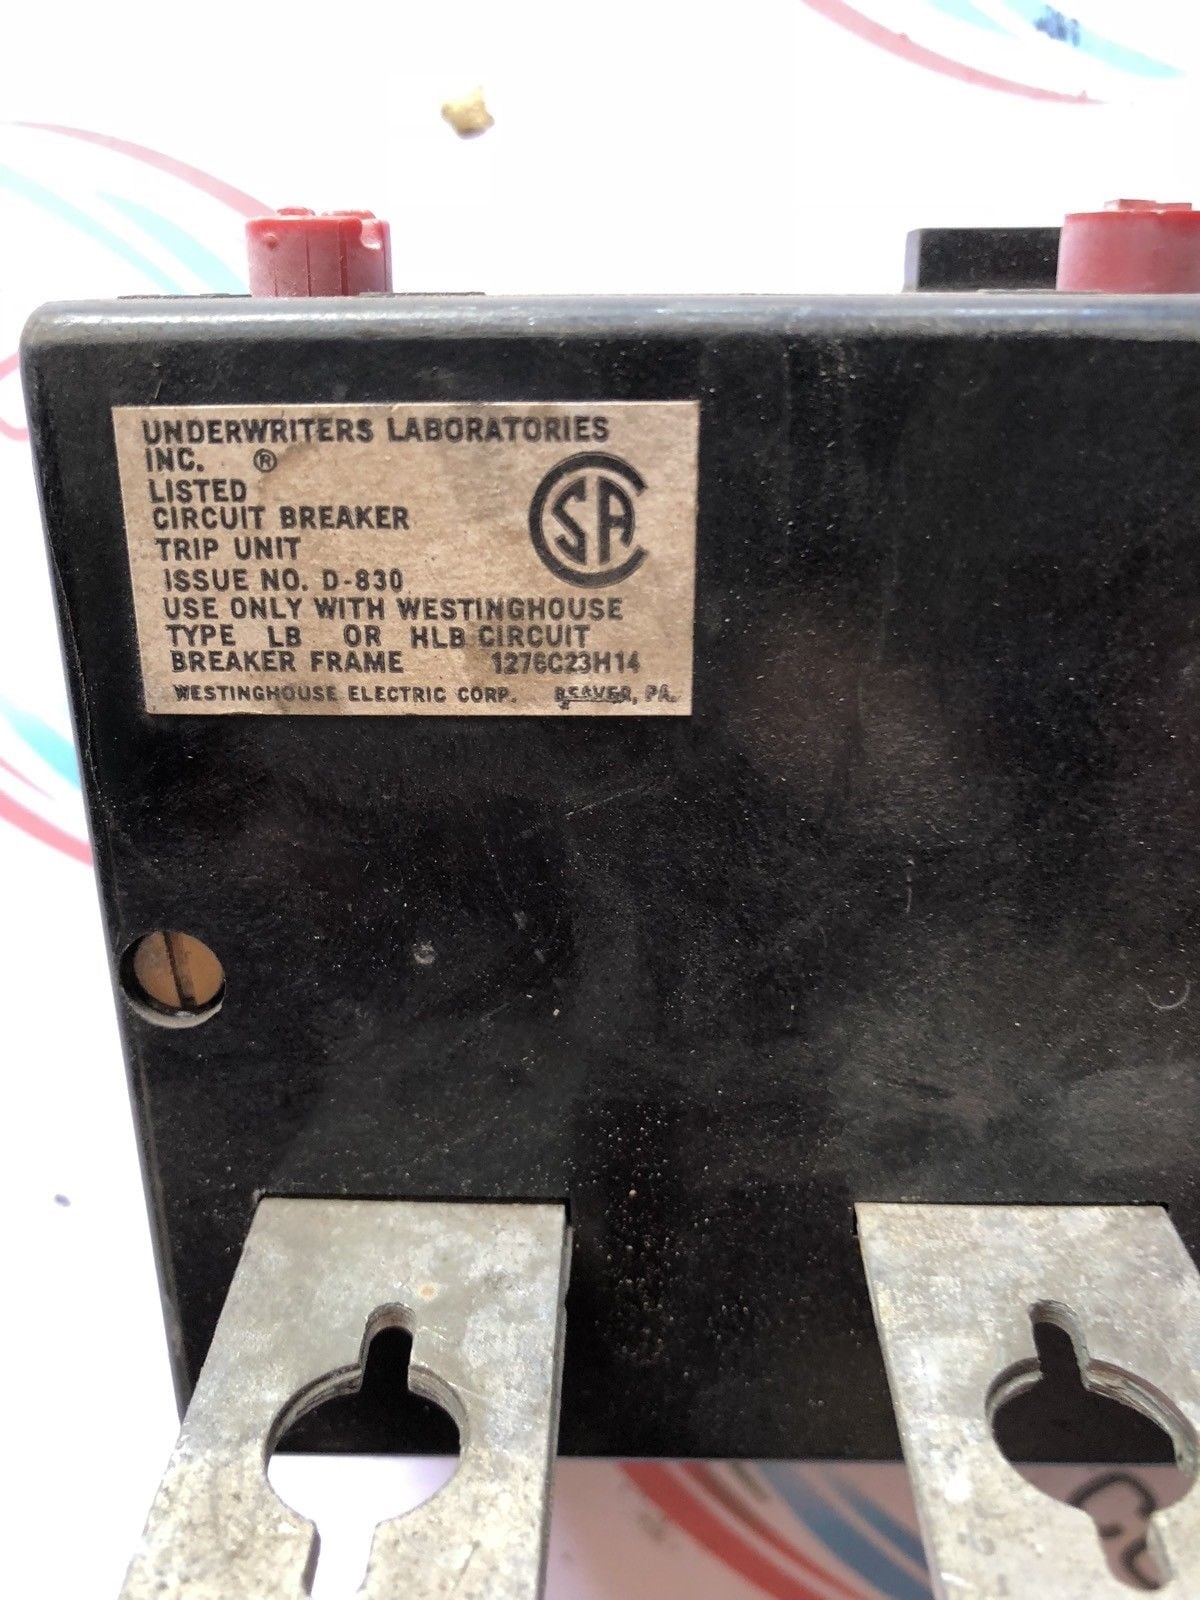 UNDERWRITERS LABORATORIES
INC. ®
LISTED
CIRCUIT BREAKER
TRIP UNIT
ISSUE NO. D-830
USE ONLY WITH WESTINGHOUSE
TYPE LB OR HLB CIRCUIT
BREAKER FRAME 1276C23H14
WESTINGHOUSE ELECTRIC CORP. BEAVER, PA.
CSA